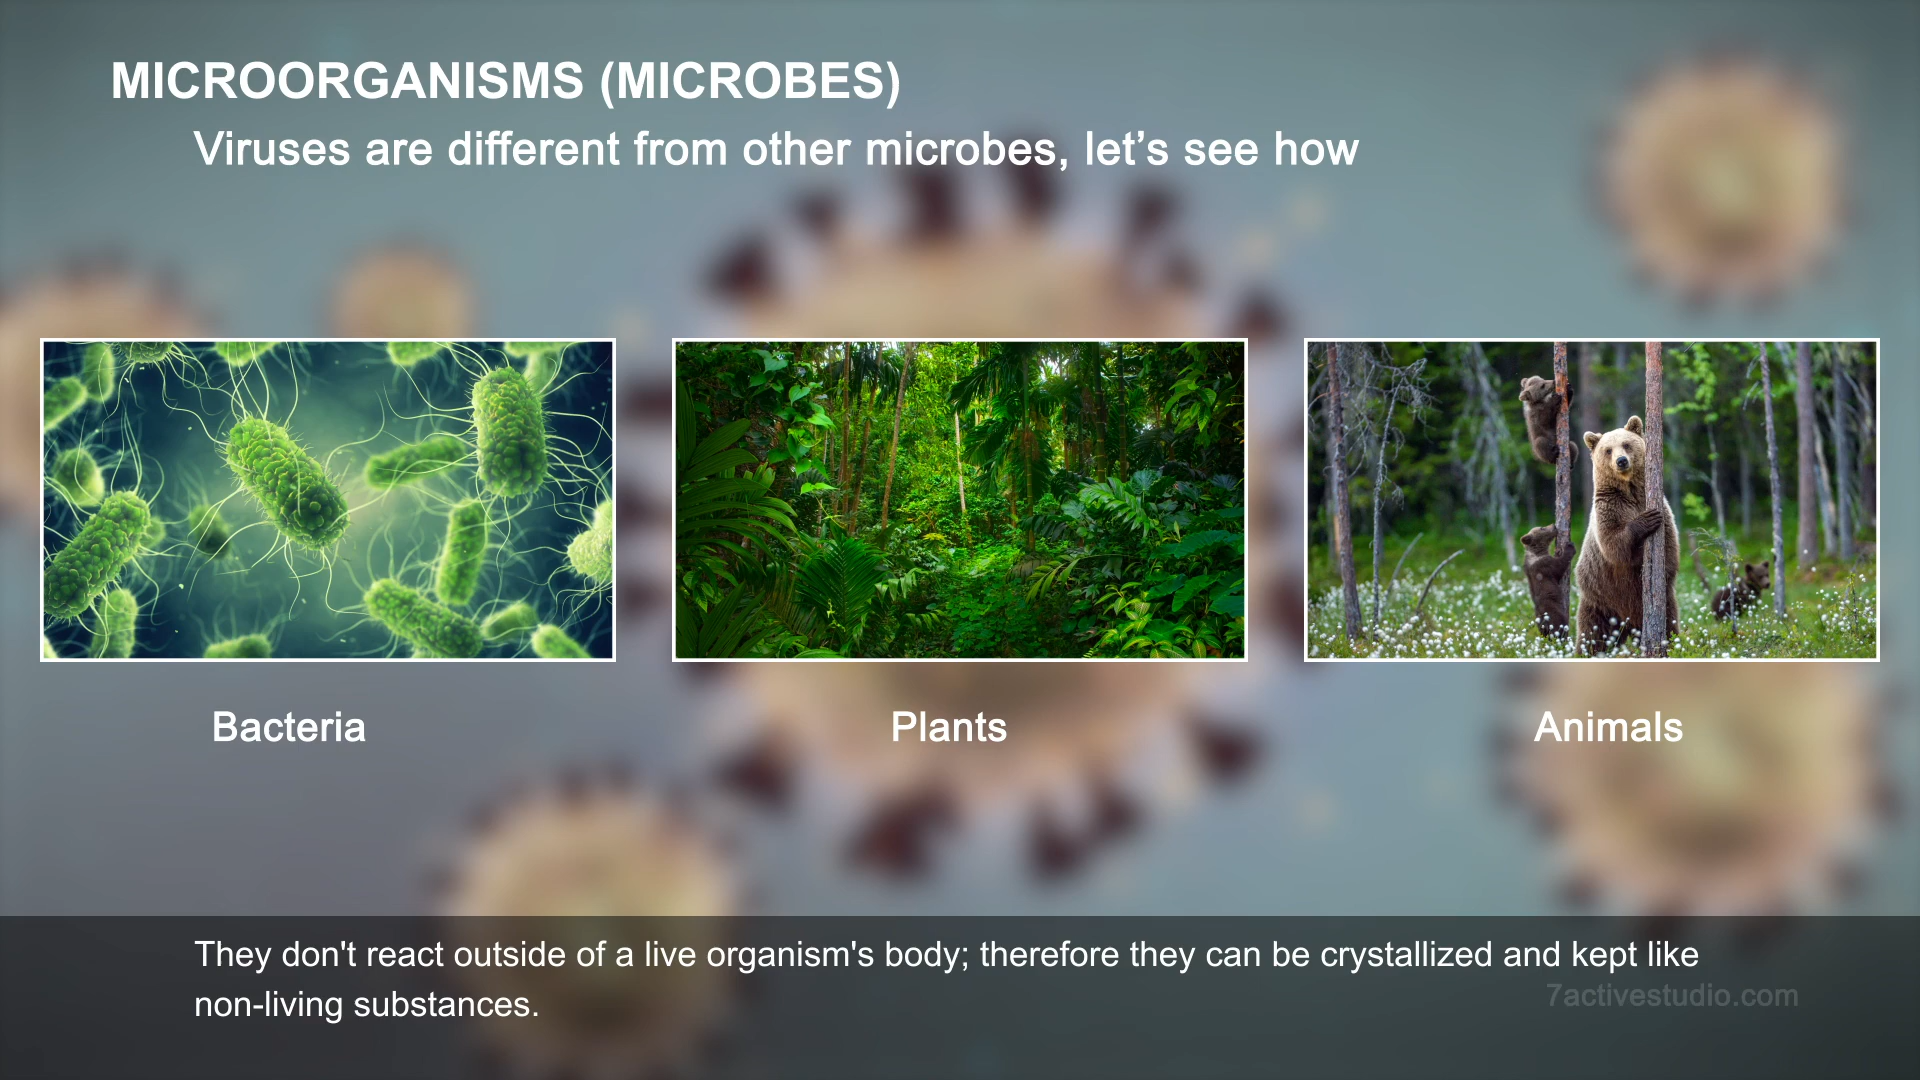 MICROORGANISMS (MICROBES)
Viruses are different from other microbes, let’s see how
Bacteria
Plants
Animals
They don't react outside of a live organism's body; therefore they can be crystallized and kept like
non-living substances.
7activestudio.com